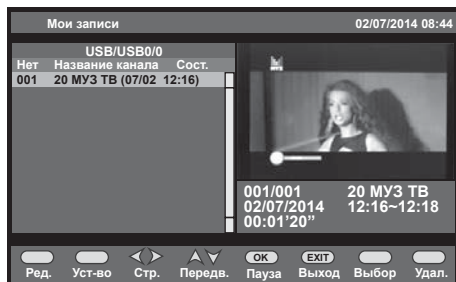 Мои записи 02/07/2014 08:44
USB/USB0/0
Нет Название канала Сост.
001 20 МУЗ ТВ (07/02 12:16)
001/001 20 МУЗ ТВ
02/07/2014 12:16~12:18
00:01’20”
OK EXIT
Ред. Уст-во Стр. Передв. Пауза Выход Выбор Удал.